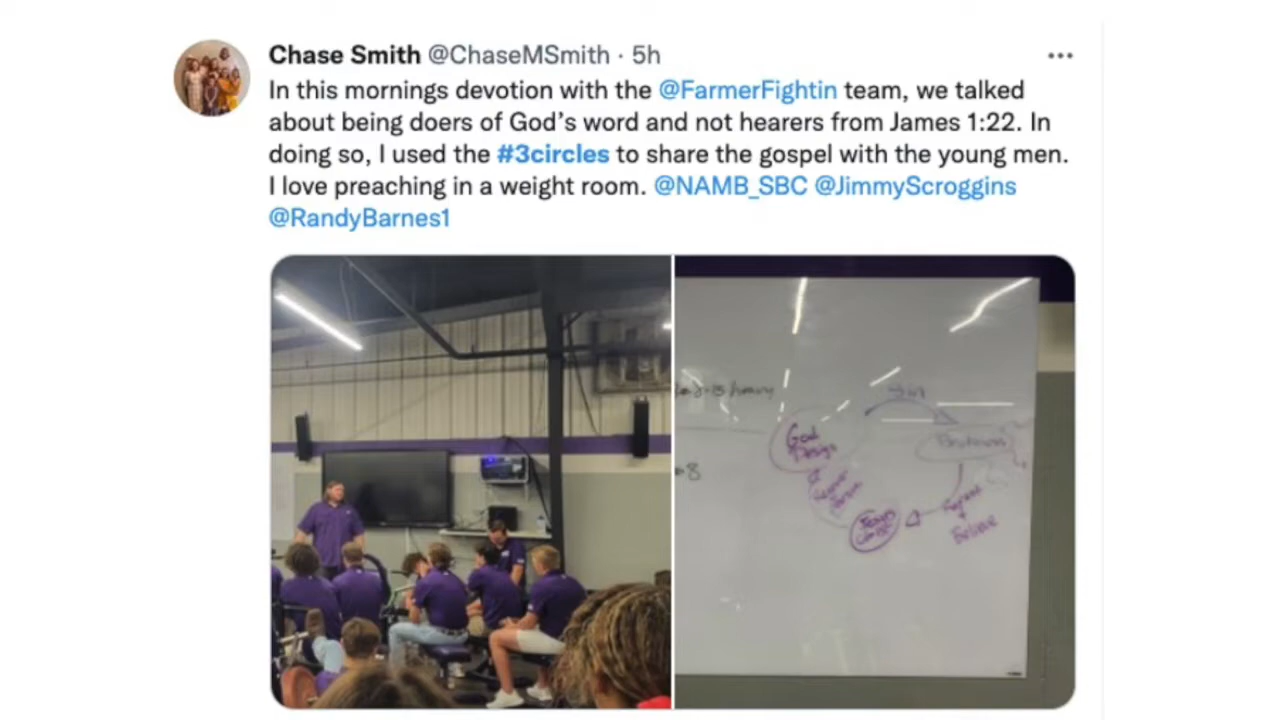 Chase Smith @ChaseMSmith · 5h
In this mornings devotion with the @FarmerFightin team, we talked
about being doers of God's word and not hearers from James 1:22. In
doing so, I used the #3circles to share the gospel with the young men.
I love preaching in a weight room. @NAMB_SBC @JimmyScroggins
@RandyBarnes1
Sin
God
Design
Brokenness
Repent
Believe
Jesus